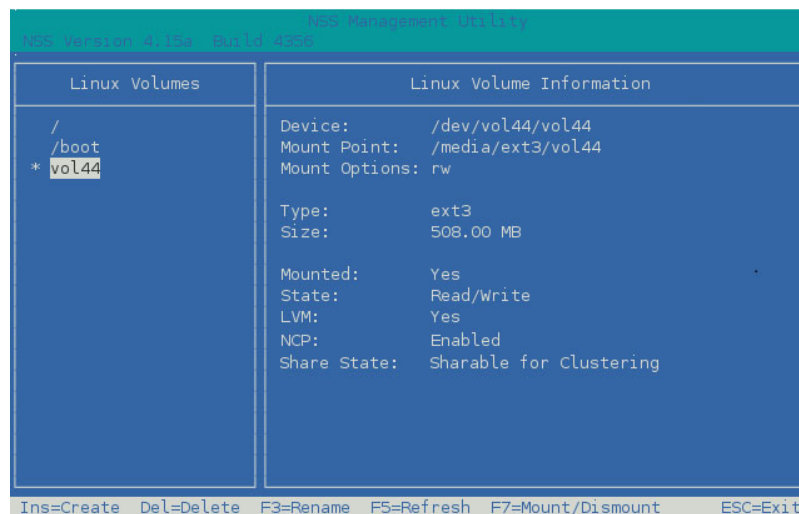 NSS Management Utility
NSS Version 4.15a Build 4356
Linux Volumes
/
/boot
* vol44
Linux Volume Information
Device: /dev/vol44/vol44
Mount Point: /media/ext3/vol44
Mount Options: rw
Type: ext3
Size: 508.00 MB
Mounted: Yes
State: Read/Write
LVM: Yes
NCP: Enabled
Share State: Sharable for Clustering
Ins=Create Del=Delete F3=Rename F5=Refresh F7=Mount/Dismount ESC=Exit